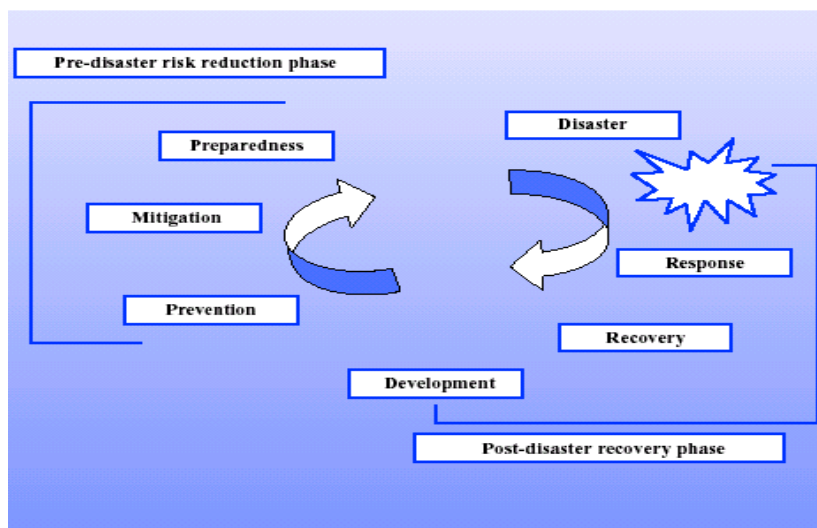 Pre-disaster risk reduction phase
Disaster
Preparedness
Mitigation
Response
Prevention
Recovery
Development
Post-disaster recovery phase